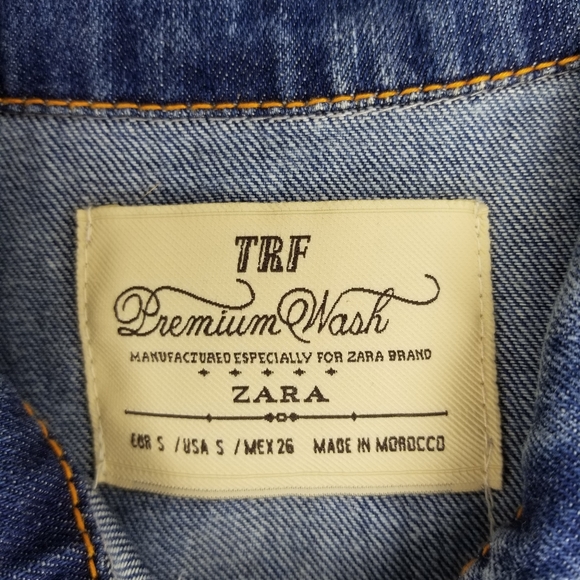 TRF
Premium Wash
MANUFACTURED ESPECIALLY FOR ZARA BRAND
ZARA
EUR S / USA S / MEX 26 MADE IN MOROCCO